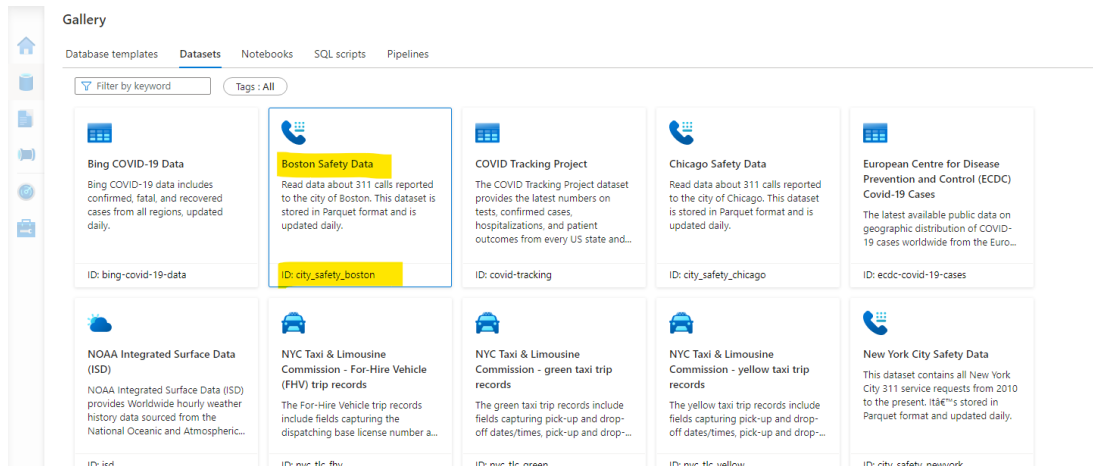 Gallery
Database templates Datasets Notebooks SQL scripts Pipelines
Filter by keyword Tags : All
Bing COVID-19 Data
Bing COVID-19 data includes
confirmed, fatal, and recovered
cases from all regions, updated
daily.
ID: bing-covid-19-data
Boston Safety Data
Read data about 311 calls reported
to the city of Boston. This dataset is
stored in Parquet format and is
updated daily.
ID: city_safety_boston
COVID Tracking Project
The COVID Tracking Project dataset
provides the latest numbers on
tests, confirmed cases,
hospitalizations, and patient
outcomes from every US state and...
ID: covid-tracking
Chicago Safety Data
Read data about 311 calls reported
to the city of Chicago. This dataset
is stored in Parquet format and is
updated daily.
ID: city_safety_chicago
European Centre for Disease
Prevention and Control (ECDC)
Covid-19 Cases
The latest available public data on
geographic distribution of COVID-
19 cases worldwide from the Euro...
ID: ecdc-covid-19-cases
NOAA Integrated Surface Data
(ISD)
NOAA Integrated Surface Data (ISD)
provides Worldwide hourly weather
history data sourced from the
National Oceanic and Atmospheric...
ID: isd
NYC Taxi & Limousine
Commission - For-Hire Vehicle
(FHV) trip records
The For-Hire Vehicle trip records
include fields capturing the
dispatching base license number a...
ID: nyc_tlc_fhv
NYC Taxi & Limousine
Commission - green taxi trip
records
The green taxi trip records include
fields capturing pick-up and drop-
off dates/times, pick-up and drop-...
ID: nyc_tlc_green
NYC Taxi & Limousine
Commission - yellow taxi trip
records
The yellow taxi trip records include
fields capturing pick-up and drop-
off dates/times, pick-up and drop-...
ID: nyc_tlc_yellow
New York City Safety Data
This dataset contains all New York
City 311 service requests from 2010
to the present. Itâ€™s stored in
Parquet format and updated daily.
ID: city_safety_newyork